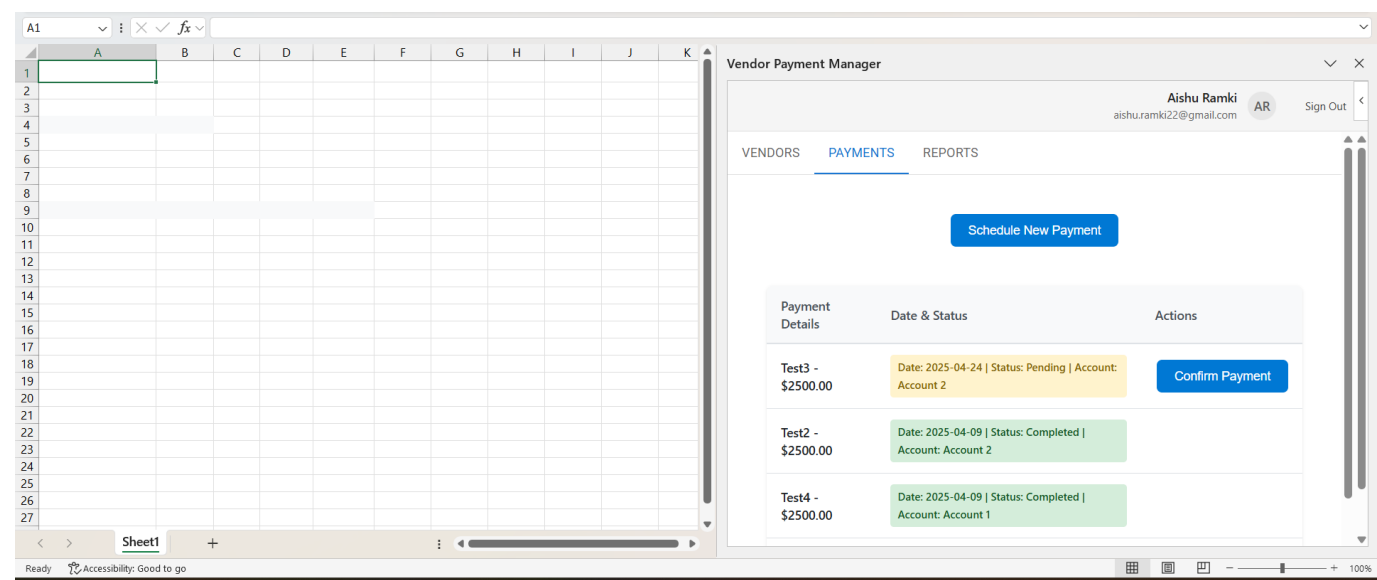 A1
fx
A B C D E F G H I J K
1
2
3
4
5
6
7
8
9
10
11
12
13
14
15
16
17
18
19
20
21
22
23
24
25
26
27
Sheet1
Ready
Accessibility: Good to go
Vendor Payment Manager
Aishu Ramki
aishu.ramki22@gmail.com
AR
Sign Out
VENDORS PAYMENTS REPORTS
Schedule New Payment
Payment
Details
Date & Status
Actions
Test3 -
$2500.00
Date: 2025-04-24 | Status: Pending | Account:
Account 2
Confirm Payment
Test2 -
$2500.00
Date: 2025-04-09 | Status: Completed |
Account: Account 2
Test4 -
$2500.00
Date: 2025-04-09 | Status: Completed |
Account: Account 1
100%